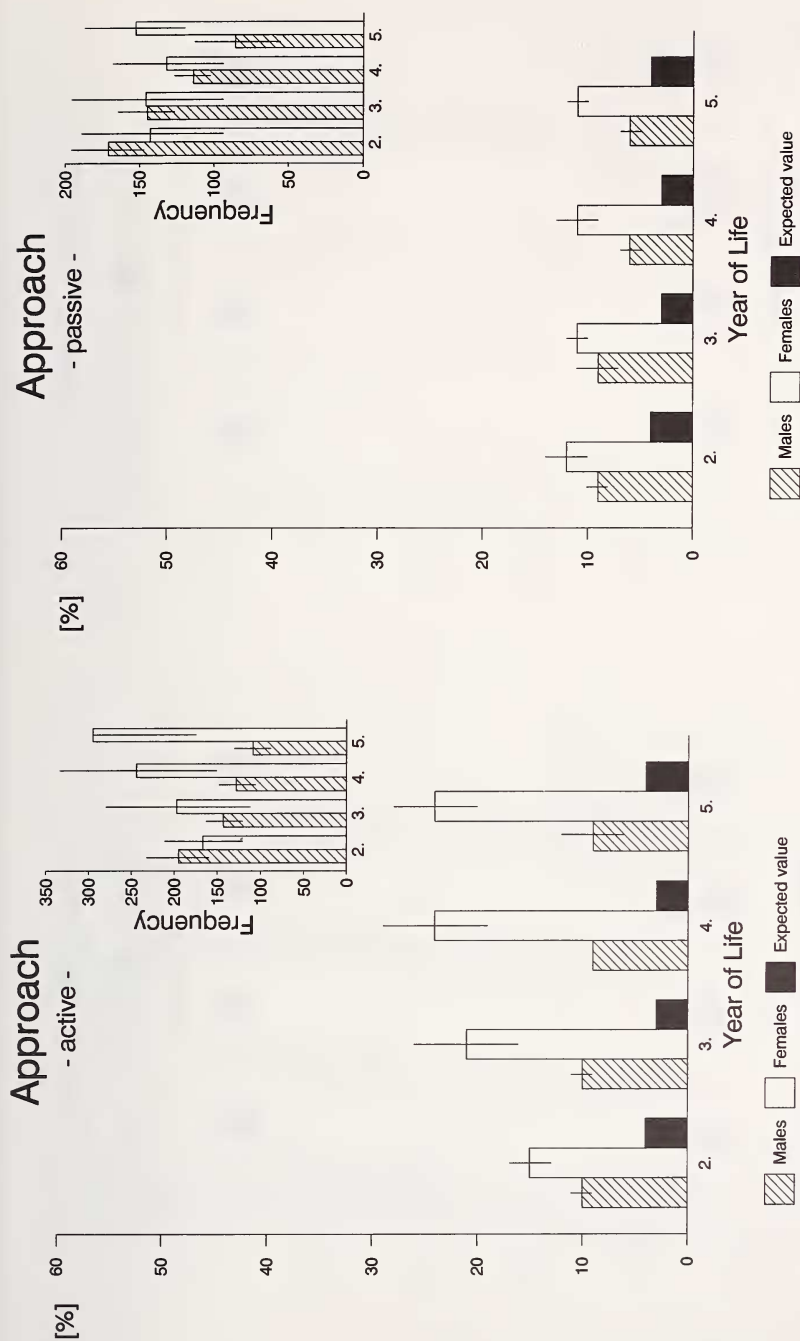 Approach
- active -
[%]
60
50
40
30
20
10
0
Frequency
350
300
250
200
150
100
50
0
2. 3. 4. 5.
2. 3. 4. 5.
Year of Life
Males Females Expected value
Approach
- passive -
[%]
60
50
40
30
20
10
0
Frequency
200
150
100
50
0
2. 3. 4. 5.
2. 3. 4. 5.
Year of Life
Males Females Expected value